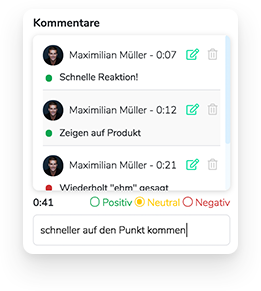 Kommentare
Maximilian Müller - 0:07
Schnelle Reaktion!
Maximilian Müller - 0:12
Zeigen auf Produkt
Maximilian Müller - 0:21
Wiederholt "ehm" gesagt
0:41 Positiv Neutral Negativ
schneller auf den Punkt kommen